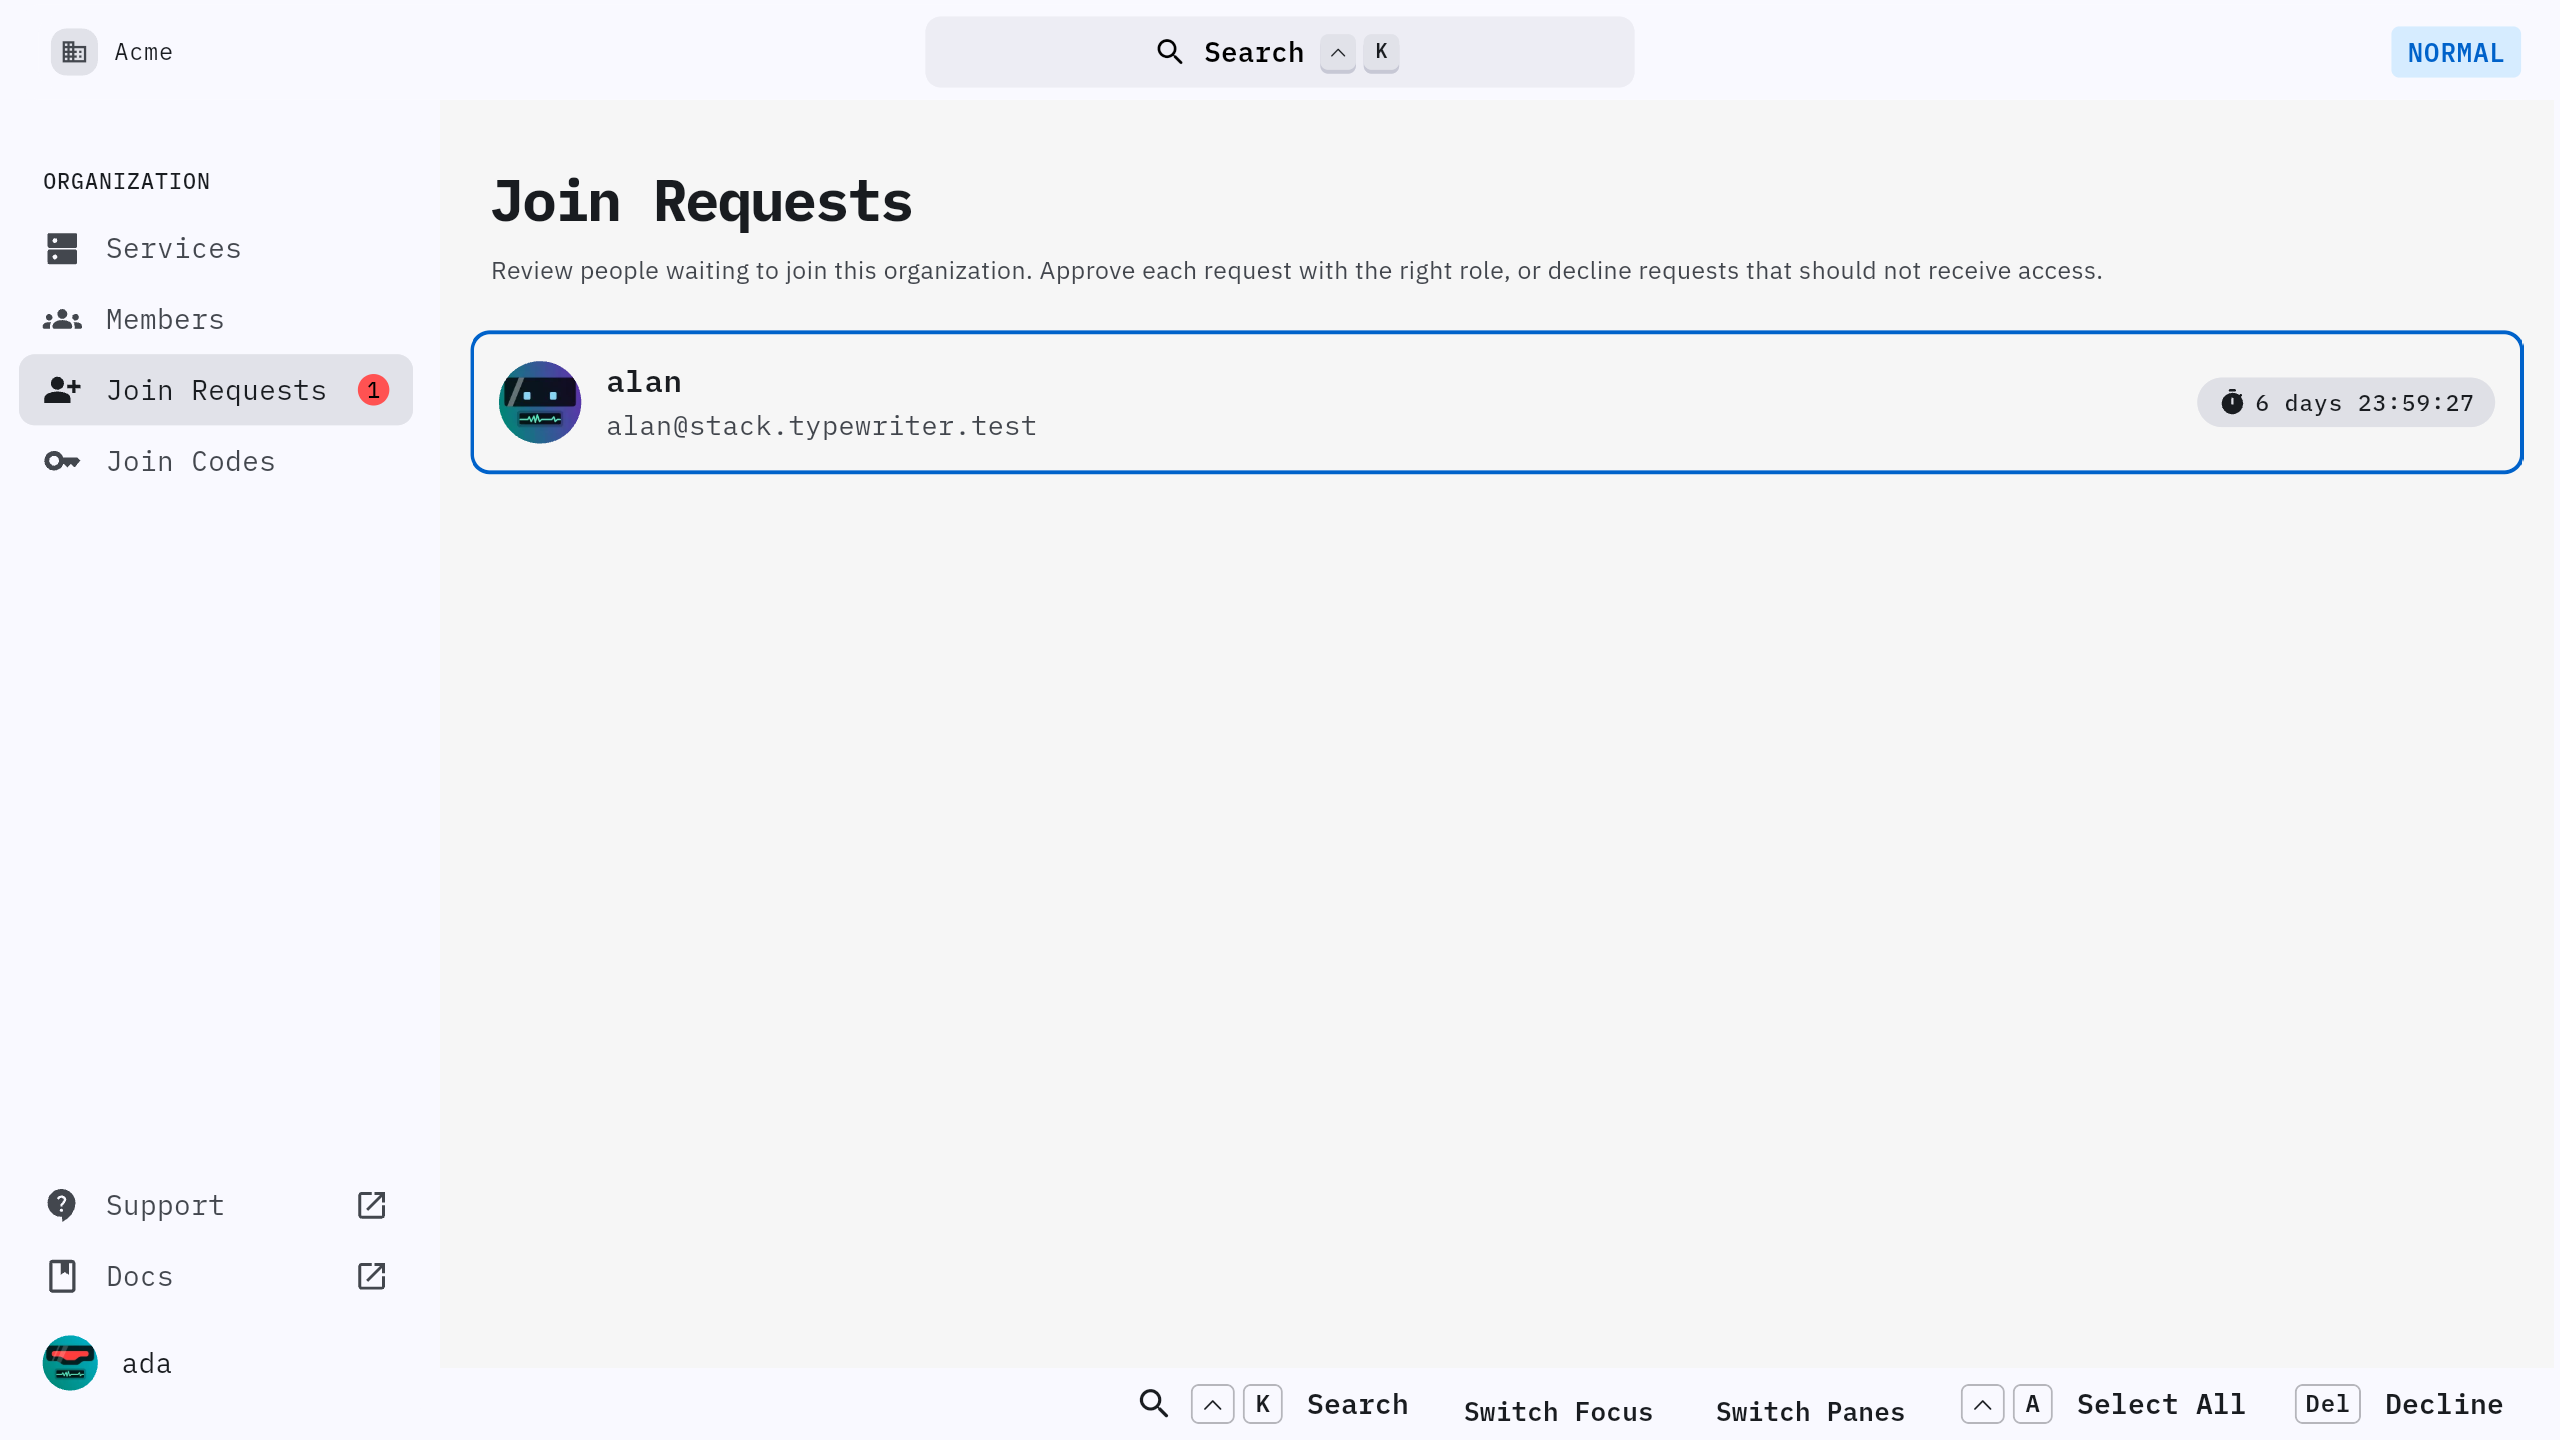 Acme
Search ^ K
NORMAL
ORGANIZATION
Services
Members
Join Requests 1
Join Codes
Join Requests
Review people waiting to join this organization. Approve each request with the right role, or decline requests that should not receive access.
alan
alan@stack.typewriter.test
6 days 23:59:27
Support
Docs
ada
^ K Search Switch Focus Switch Panes ^ A Select All Del Decline